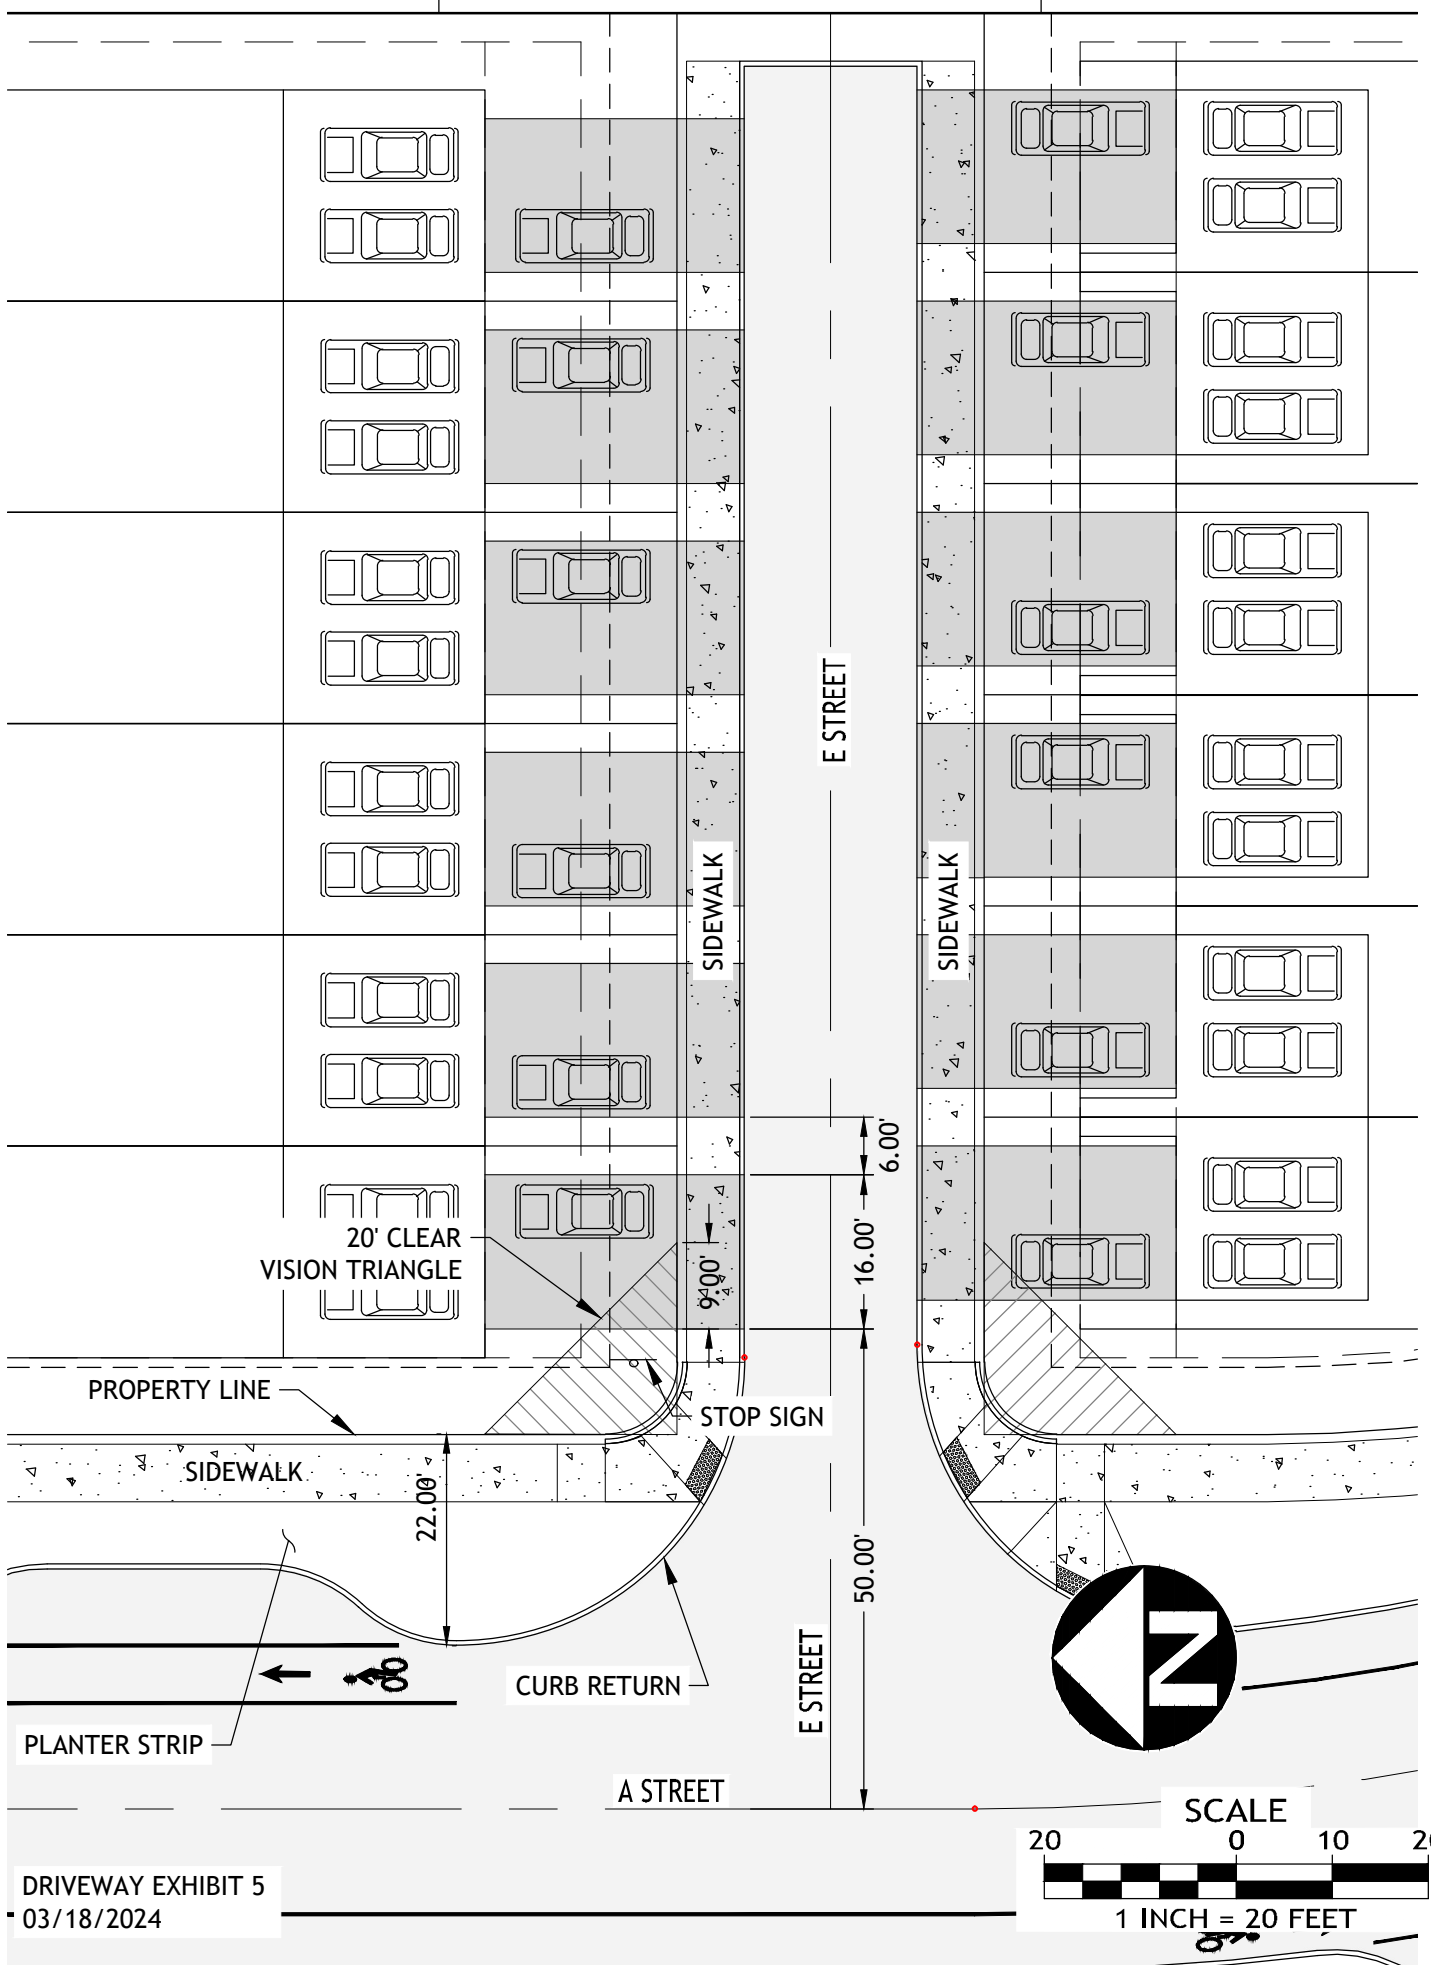 E STREET
SIDEWALK
SIDEWALK
6.00'
16.00'
9.00'
20' CLEAR
VISION TRIANGLE
PROPERTY LINE
STOP SIGN
SIDEWALK
22.00'
50.00'
CURB RETURN
E STREET
N
PLANTER STRIP
A STREET
SCALE
20 0 10
1 INCH = 20 FEET
DRIVEWAY EXHIBIT 5
03/18/2024